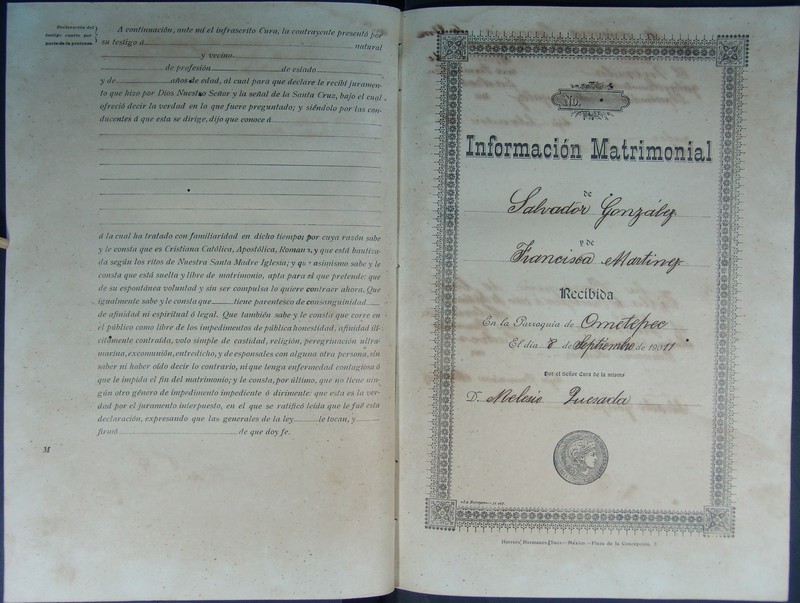 Declaración del
testigo cuarto por
parte de la pretensa
A continuación, ante mí el infrascrito Cura, la contrayente presentó por
su testigo á natural
y vecino
de profesión de estado
y de años de edad, al cual para que declare le recibí juramen-
to que hizo por Dios Nuestro Señor y la señal de la Santa Cruz, bajo el cual
ofreció decir la verdad en lo que fuere preguntado; y siéndolo por las con-
ducentes á que esta se dirige, dijo que conoce á
á la cual ha tratado con familiaridad en dicho tiempo; por cuya razón sabe
y le consta que es Cristiana Católica, Apostólica, Romana, y que está bautiza-
da según los ritos de Nuestra Santa Madre Iglesia; y que asimismo sabe y le
consta que está suelta y libre de matrimonio, apta para el que pretende: que
de su espontánea voluntad y sin ser compulsa lo quiere contraer ahora. Que
igualmente sabe y le consta que tiene parentesco de consanguinidad
de afinidad ni espiritual ó legal. Que también sabe y le consta que corre en
el público como libre de los impedimentos de pública honestidad, afinidad ilí-
citamente contraída, voto simple de castidad, religión, peregrinación ultra-
marina, excomunión, entredicho, y de esponsales con alguna otra persona, sin
saber ni haber oído decir lo contrario, ni que tenga enfermedad contagiosa ó
que le impida el fin del matrimonio; y le consta, por último, que no tiene nin-
gún otro género de impedimento impediente ó dirimente: que esta es la ver-
dad por el juramento interpuesto, en el que se ratificó leída que le fué esta
declaración, expresando que las generales de la ley le tocan, y
firmó de que doy fe.
M
NO.
Información Matrimonial
de
Salvador González
y de
Francisca Martinez
Recibida
En la Parroquia de Ometepec
El día 8 de Septiembre de 1911
por el Señor Cura de la misma
D. Melesio Quesada
Herrero Hermanos, Sucs.—México.—Plaza de la Concepción,